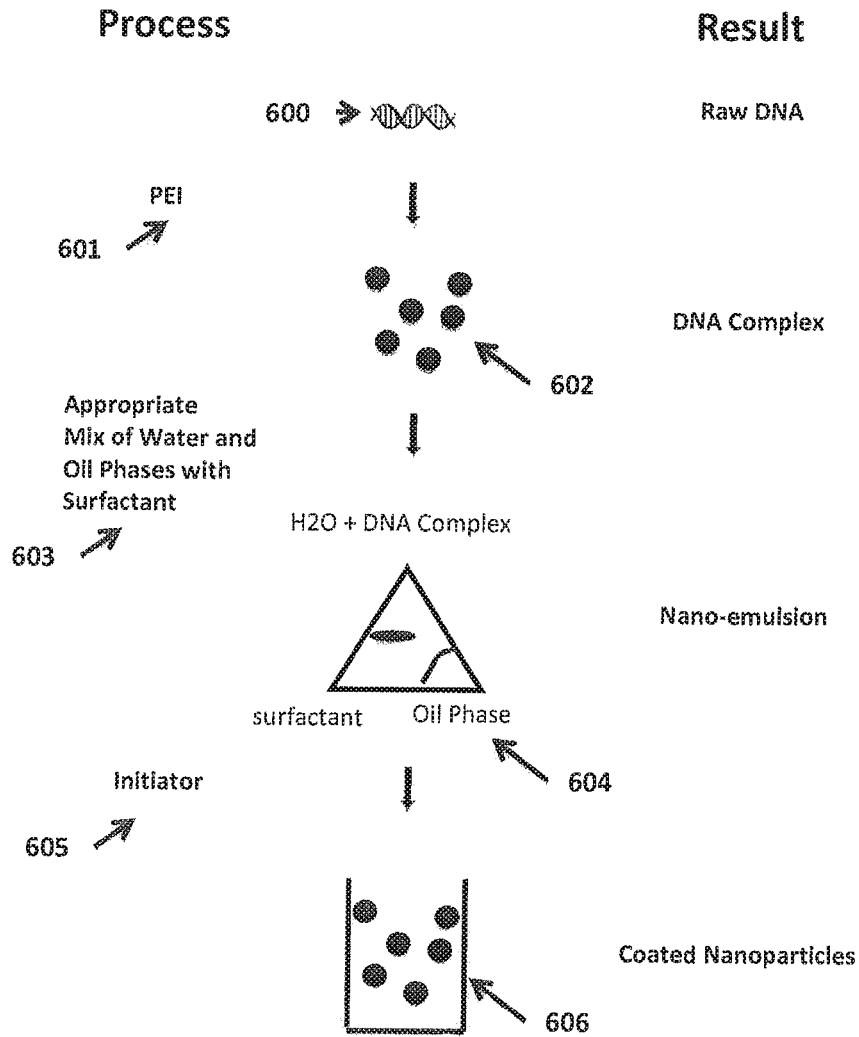 Process
Result
600
Raw DNA
PEI
601
DNA Complex
602
Appropriate
Mix of Water and
Oil Phases with
Surfactant
H2O + DNA Complex
603
Nano-emulsion
surfactant
Oil Phase
Initiator
604
605
Coated Nanoparticles
606